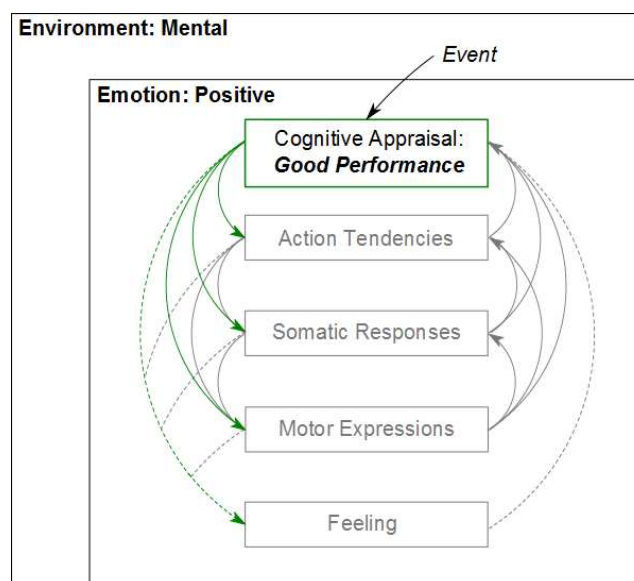 Environment: Mental
Event
Emotion: Positive
Cognitive Appraisal:
Good Performance
Action Tendencies
Somatic Responses
Motor Expressions
Feeling